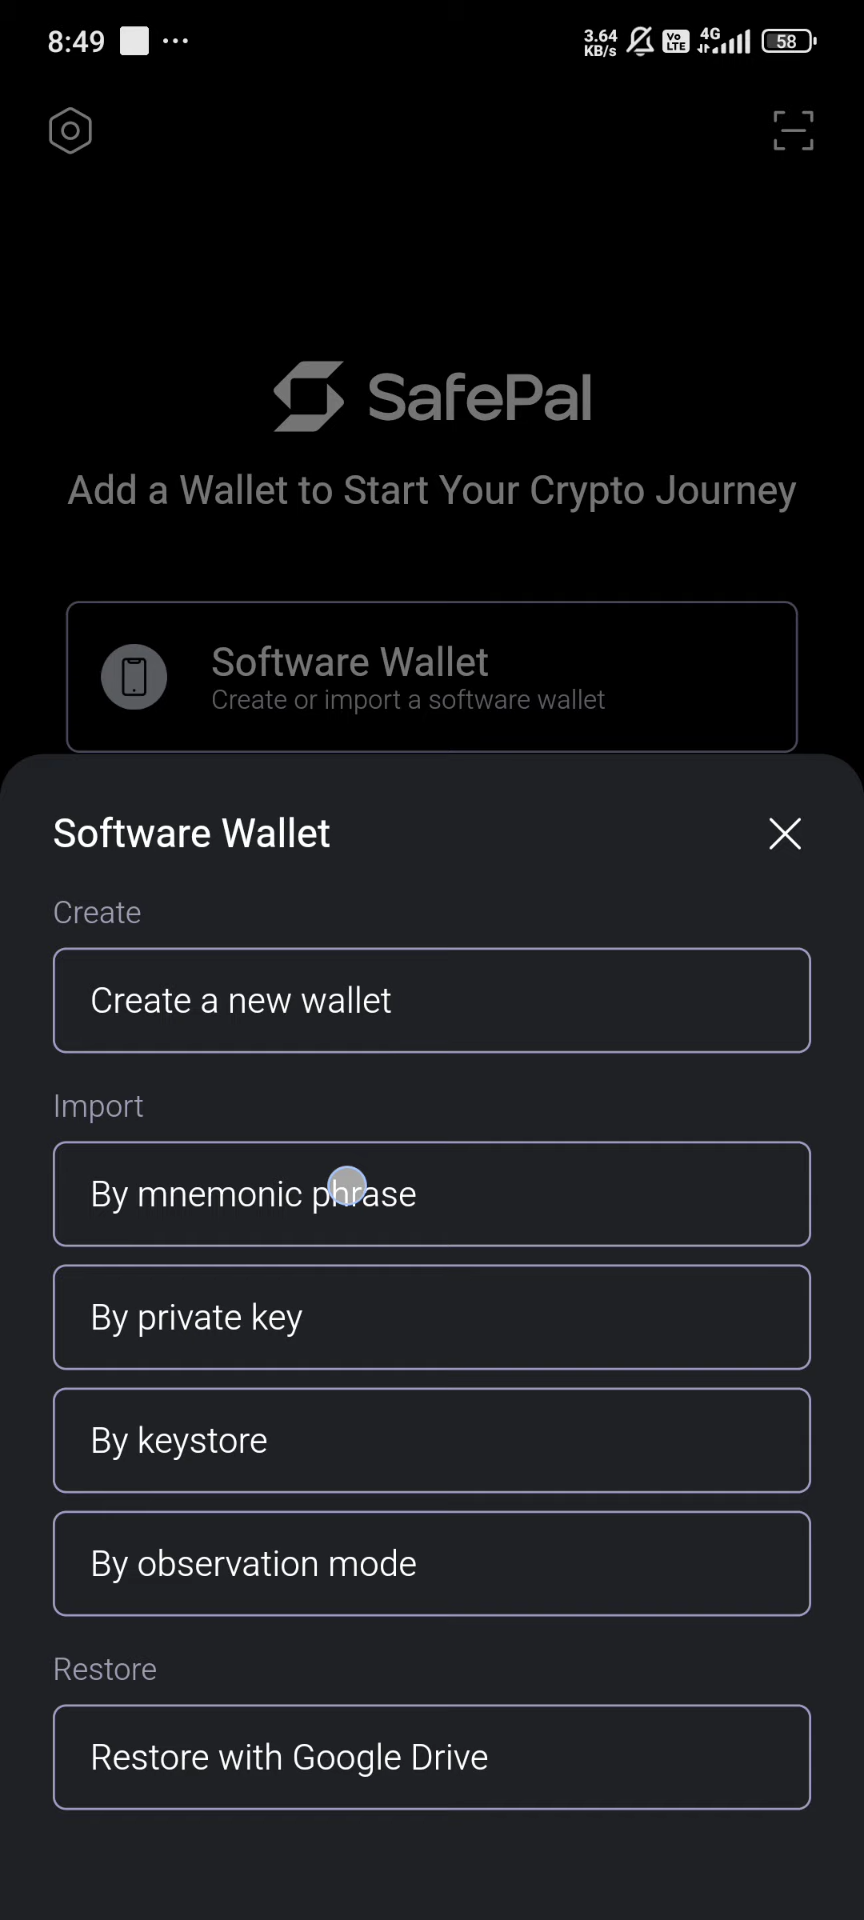 8:49 ... 3.64 KB/s Vo LTE 4G 58
SafePal
Add a Wallet to Start Your Crypto Journey
Software Wallet
Create or import a software wallet
Software Wallet
Create
Create a new wallet
Import
By mnemonic phrase
By private key
By keystore
By observation mode
Restore
Restore with Google Drive